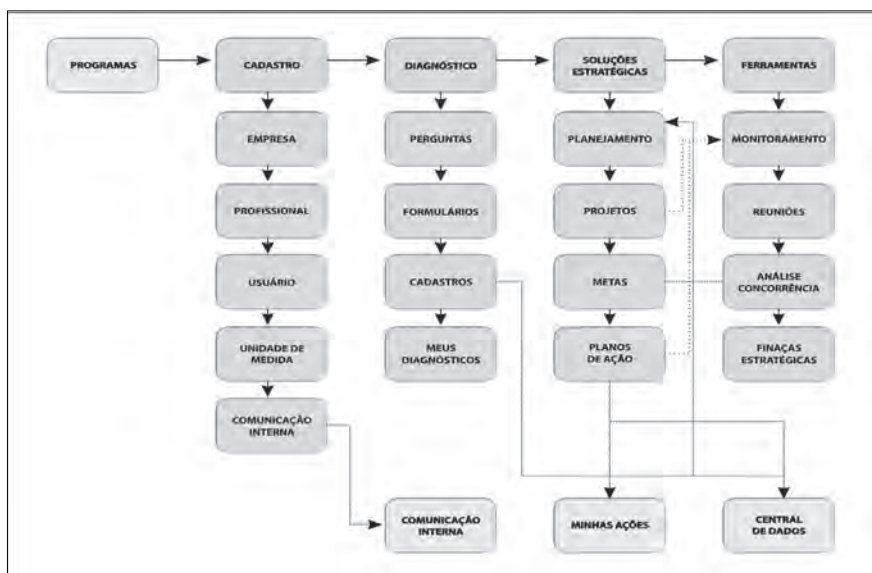 PROGRAMAS
CADASTRO
DIAGNÓSTICO
SOLUÇÕES
ESTRATÉGICAS
FERRAMENTAS
EMPRESA
PERGUNTAS
PLANEJAMENTO
MONITORAMENTO
PROFISSIONAL
FORMULÁRIOS
PROJETOS
REUNIÕES
USUÁRIO
CADASTROS
METAS
ANÁLISE
CONCORRÊNCIA
UNIDADE DE
MEDIDA
MEUS
DIAGNÓSTICOS
PLANOS
DE AÇÃO
FINAÇAS
ESTRATÉGICAS
COMUNICAÇÃO
INTERNA
COMUNICAÇÃO
INTERNA
MINHAS AÇÕES
CENTRAL
DE DADOS